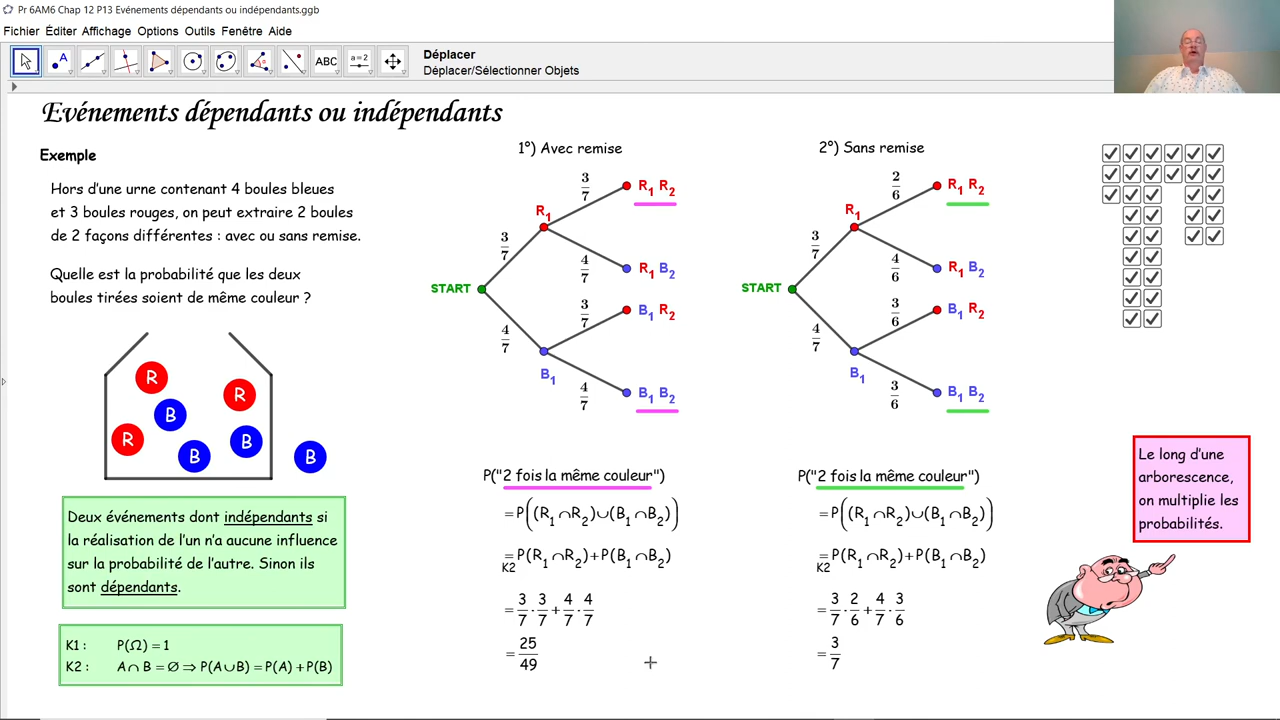 Pr 6AM6 Chap 12 P13 Evénements dépendants ou indépendants.ggb
Fichier Éditer Affichage Options Outils Fenêtre Aide
A ABC a=2
Déplacer
Déplacer/Sélectionner Objets
Evénements dépendants ou indépendants
Exemple
Hors d'une urne contenant 4 boules bleues
et 3 boules rouges, on peut extraire 2 boules
de 2 façons différentes : avec ou sans remise.
Quelle est la probabilité que les deux
boules tirées soient de même couleur ?
R
R
B
R
B
B
B
Deux événements dont indépendants si
la réalisation de l'un n'a aucune influence
sur la probabilité de l'autre. Sinon ils
sont dépendants.
K1 : P(Ω) = 1
K2 : A ∩ B = Ø ⇒ P(A ∪ B) = P(A) + P(B)
1°) Avec remise
START
3/7
R1
3/7
R1 R2
4/7
R1 B2
4/7
B1
3/7
B1 R2
4/7
B1 B2
P("2 fois la même couleur")
= P((R1 ∩ R2) ∪ (B1 ∩ B2))
=K2 P(R1 ∩ R2) + P(B1 ∩ B2)
= 3/7 · 3/7 + 4/7 · 4/7
= 25/49
2°) Sans remise
START
3/7
R1
2/6
R1 R2
4/6
R1 B2
4/7
B1
3/6
B1 R2
3/6
B1 B2
P("2 fois la même couleur")
= P((R1 ∩ R2) ∪ (B1 ∩ B2))
=K2 P(R1 ∩ R2) + P(B1 ∩ B2)
= 3/7 · 2/6 + 4/7 · 3/6
= 3/7
Le long d'une
arborescence,
on multiplie les
probabilités.